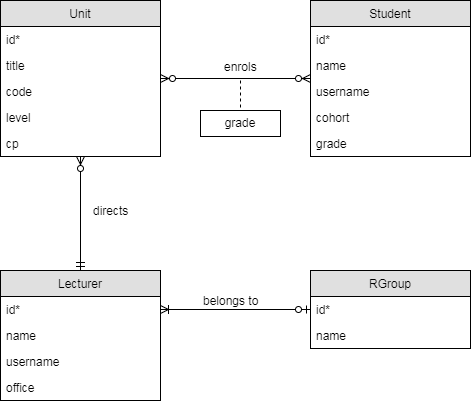 Unit
id*
title
code
level
cp
enrols
grade
Student
id*
name
username
cohort
grade
directs
Lecturer
id*
name
username
office
belongs to
RGroup
id*
name